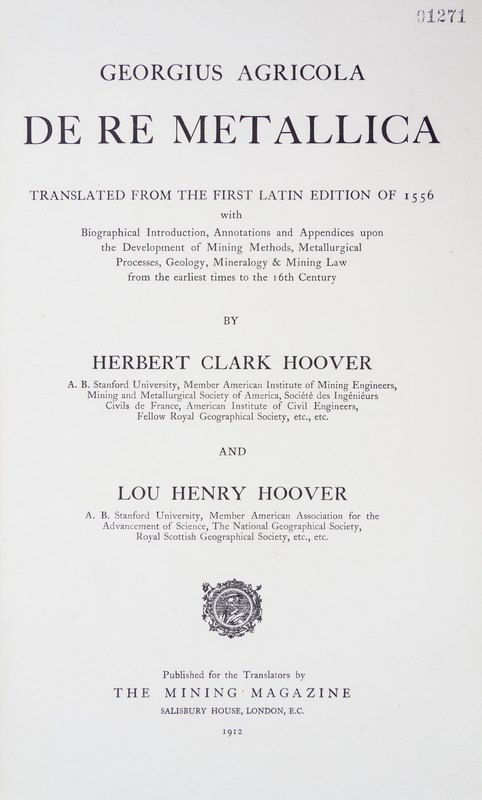 01271
GEORGIUS AGRICOLA
DE RE METALLICA
TRANSLATED FROM THE FIRST LATIN EDITION OF 1556
with
Biographical Introduction, Annotations and Appendices upon
the Development of Mining Methods, Metallurgical
Processes, Geology, Mineralogy & Mining Law
from the earliest times to the 16th Century
BY
HERBERT CLARK HOOVER
A. B. Stanford University, Member American Institute of Mining Engineers,
Mining and Metallurgical Society of America, Société des Ingéniéurs
Civils de France, American Institute of Civil Engineers,
Fellow Royal Geographical Society, etc., etc.
AND
LOU HENRY HOOVER
A. B. Stanford University, Member American Association for the
Advancement of Science, The National Geographical Society,
Royal Scottish Geographical Society, etc., etc.
Published for the Translators by
THE MINING MAGAZINE
SALISBURY HOUSE, LONDON, E.C.
1912